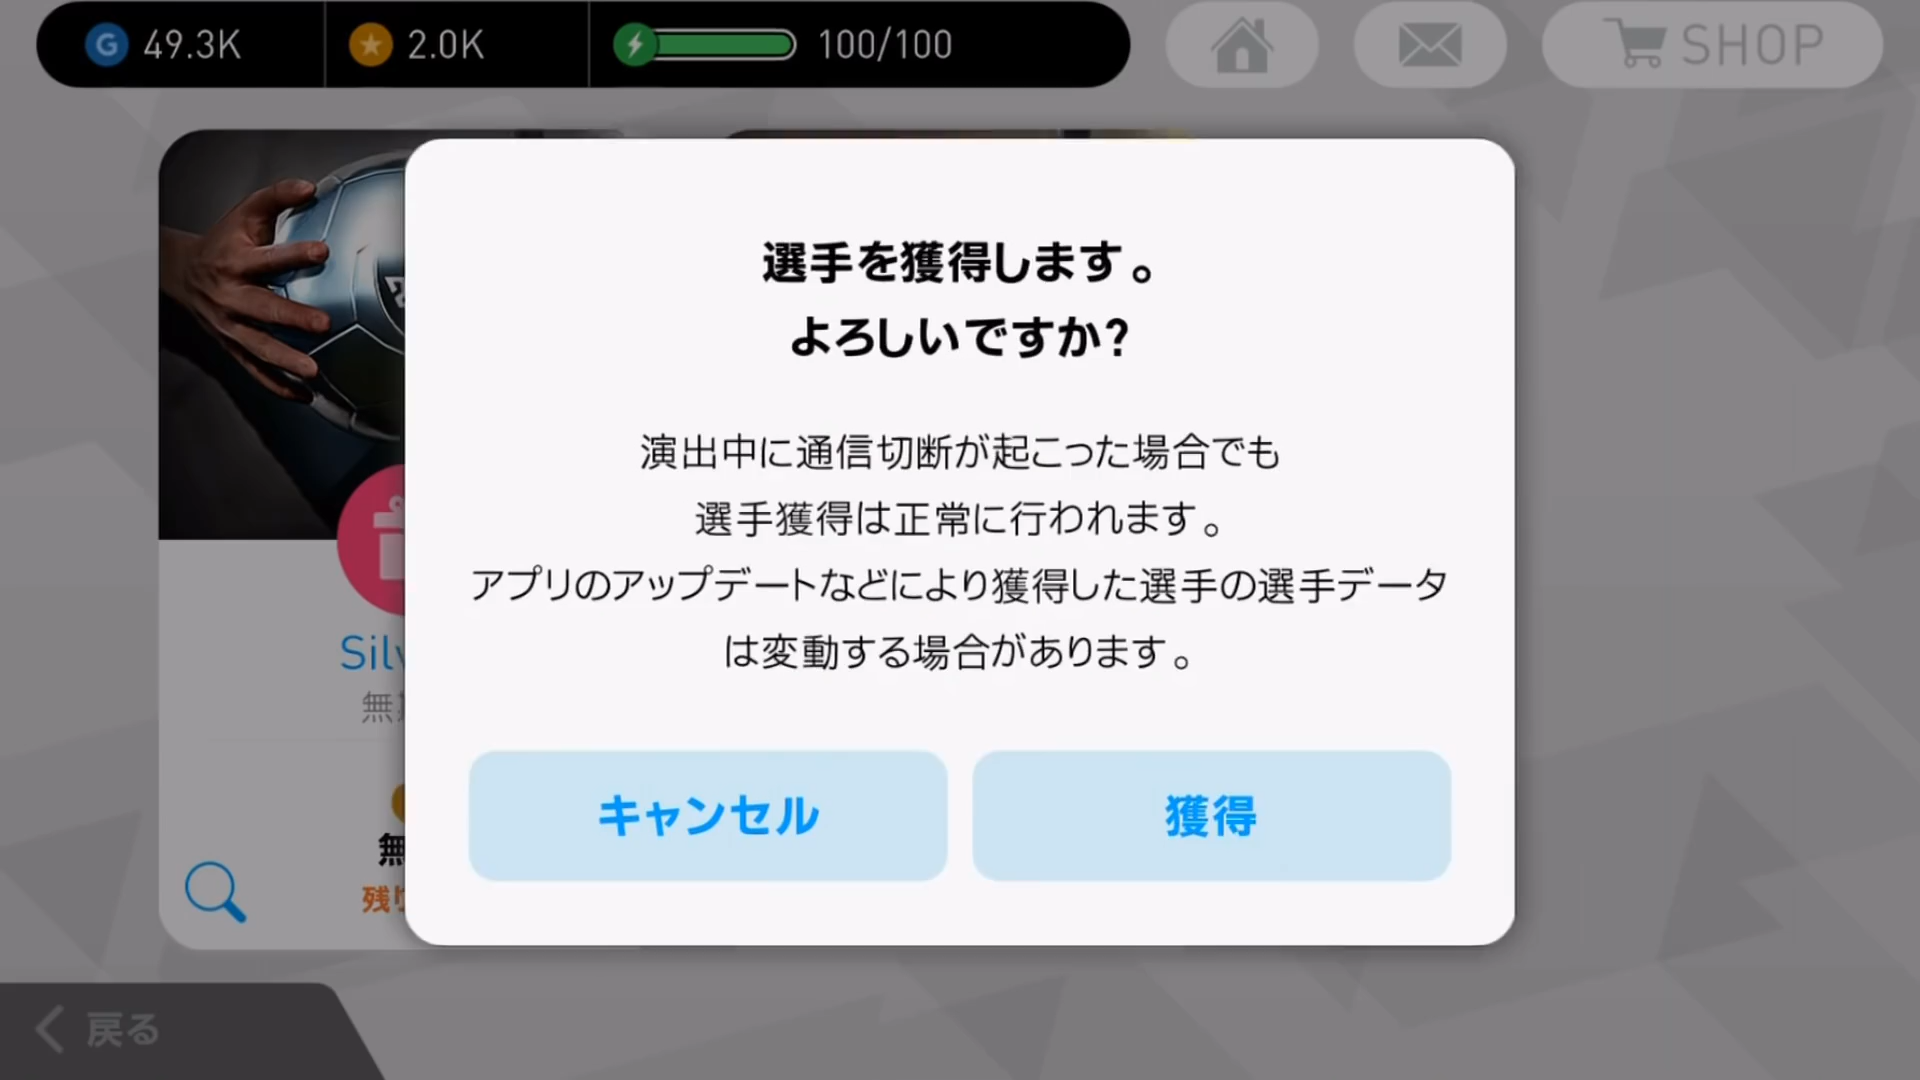 49.3K
2.0K
100/100
SHOP
選手を獲得します。
よろしいですか?
演出中に通信切断が起こった場合でも
選手獲得は正常に行われます。
アプリのアップデートなどにより獲得した選手の選手データ
は変動する場合があります。
キャンセル
獲得
Sil
無
無
残り
戻る